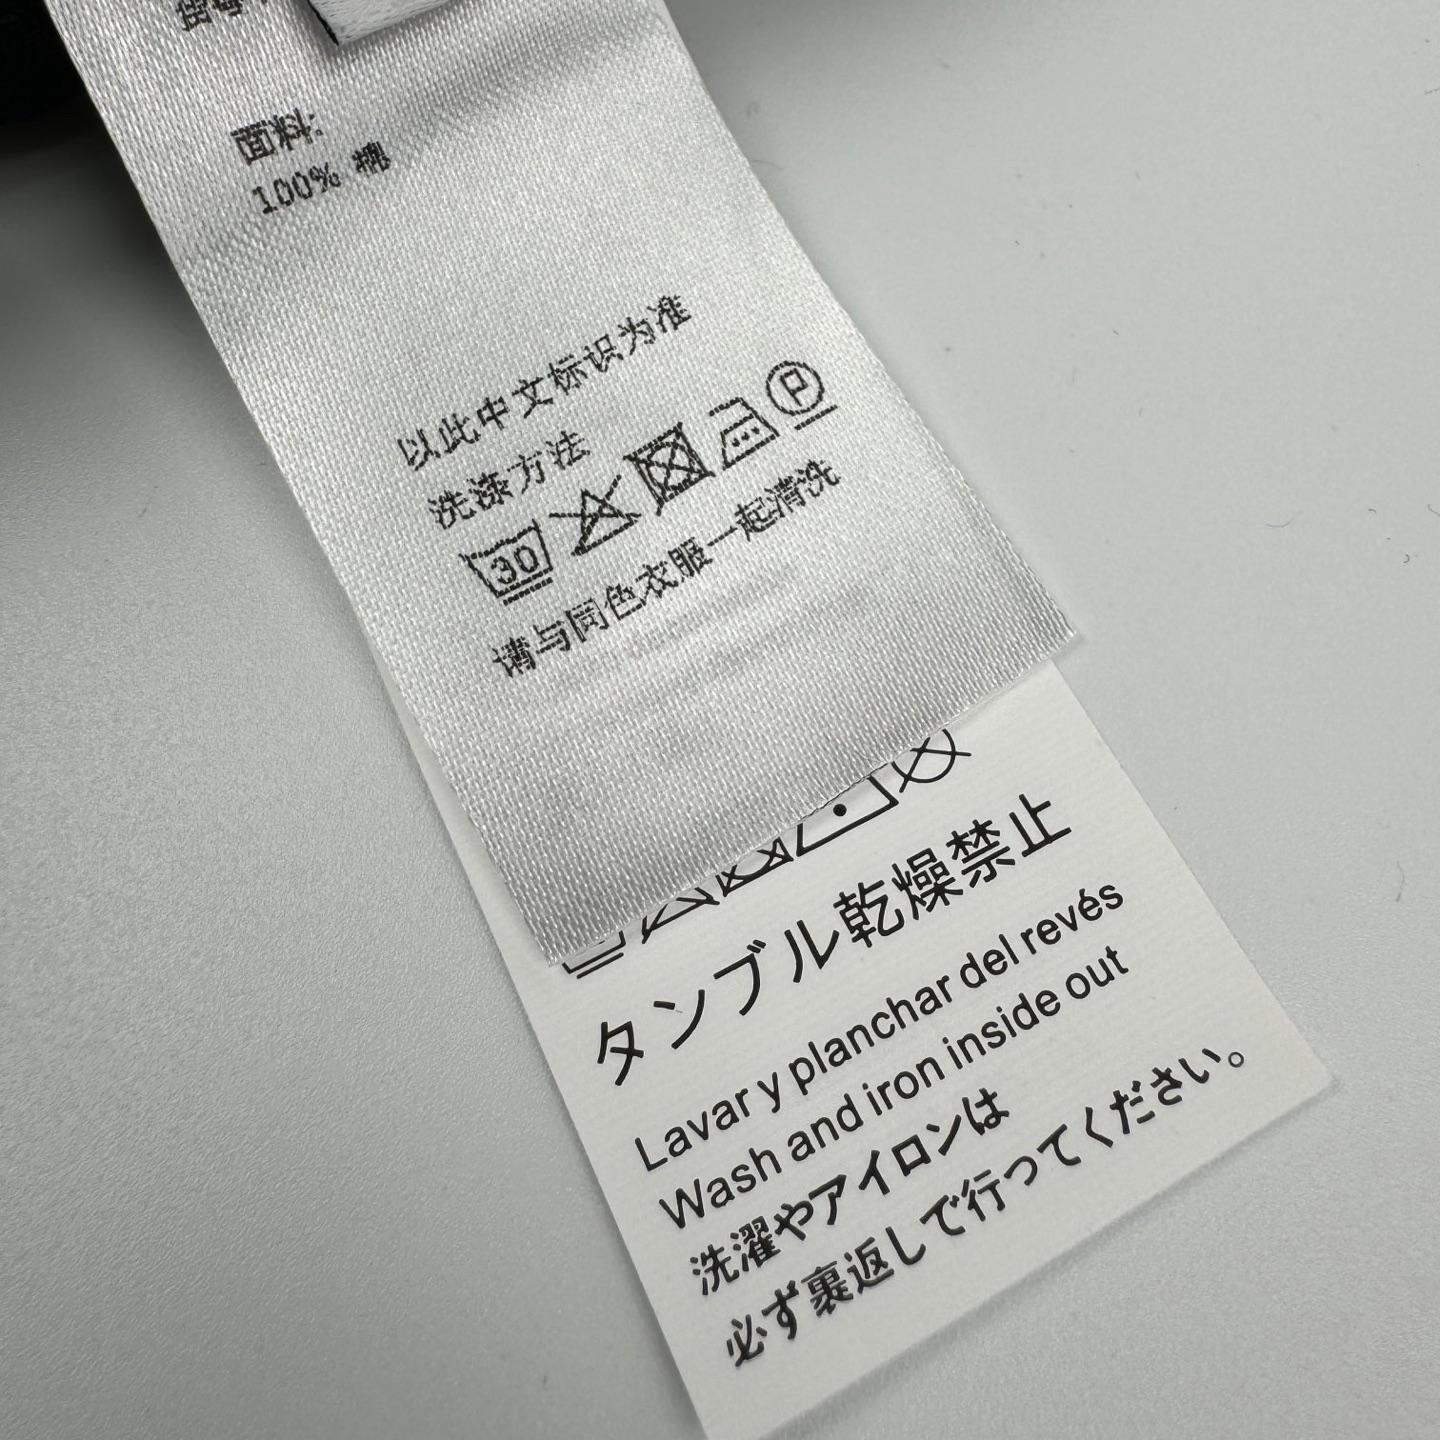 面料:
100% 棉
以此中文标识为准
洗涤方法
30
P
请与同色衣服一起清洗
タンブル乾燥禁止
Lavar y planchar del revés
Wash and iron inside out
洗濯やアイロンは
必ず裏返しで行ってください。